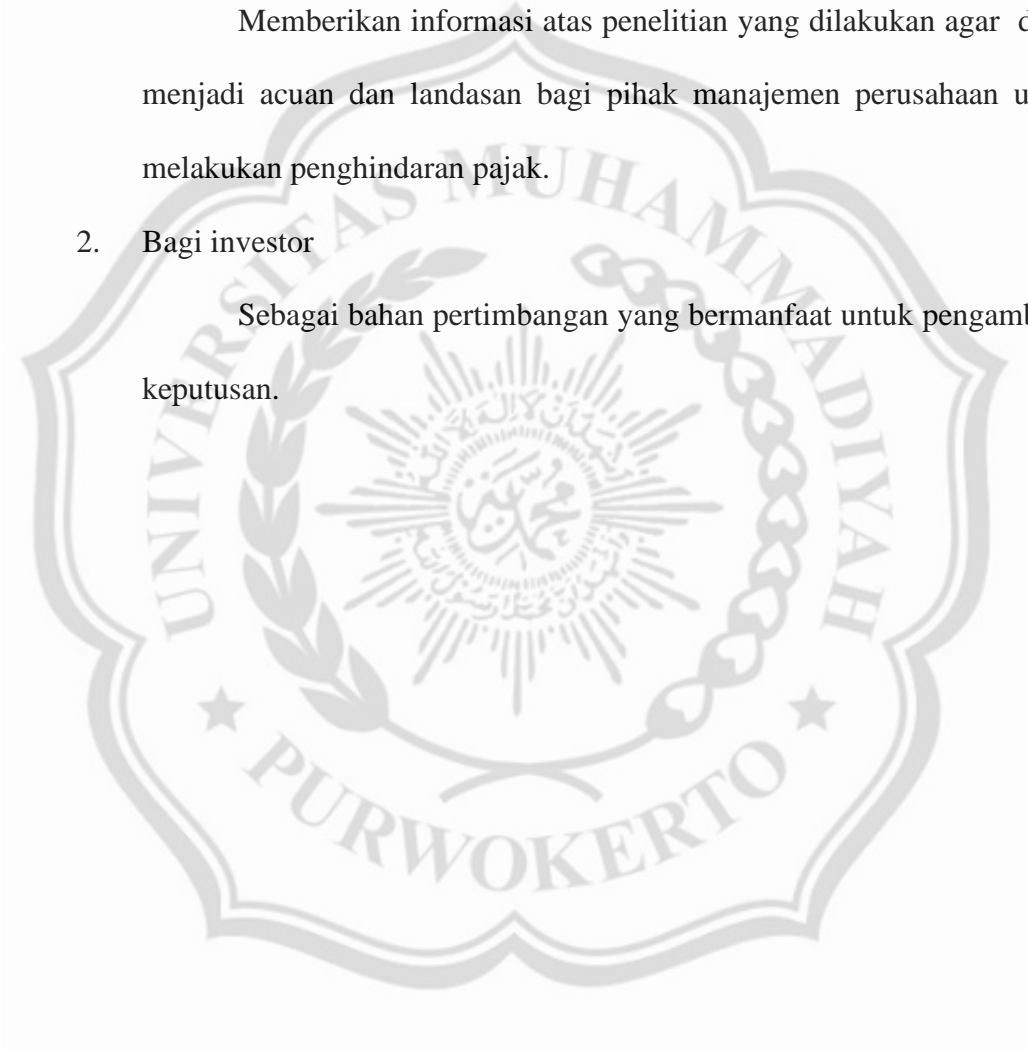 Memberikan informasi atas penelitian yang dilakukan agar d
menjadi acuan dan landasan bagi pihak manajemen perusahaan u
melakukan penghindaran pajak.
2. Bagi investor
Sebagai bahan pertimbangan yang bermanfaat untuk pengamb
keputusan.
UNIVERSITAS MUHAMMADIYAH
PURWOKERTO